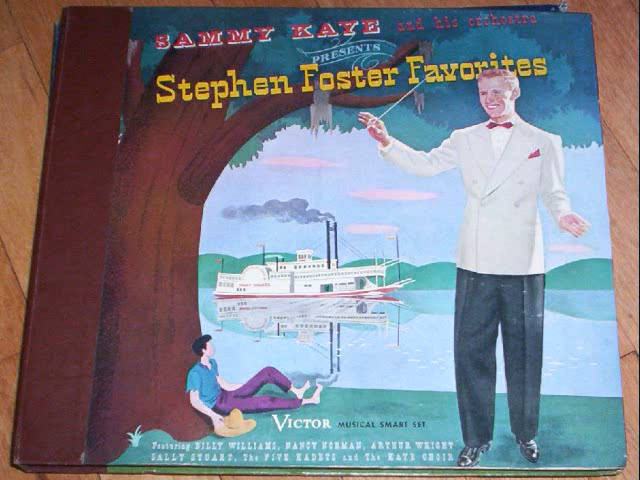 SAMMY KAYE and his orchestra
PRESENTS
Stephen Foster Favorites
VICTOR MUSICAL SMART SET
Featuring BILLY WILLIAMS, NANCY NORMAN, ARTHUR WRIGHT
SALLY STUART, The FIVE KADETS and The KAYE CHOIR